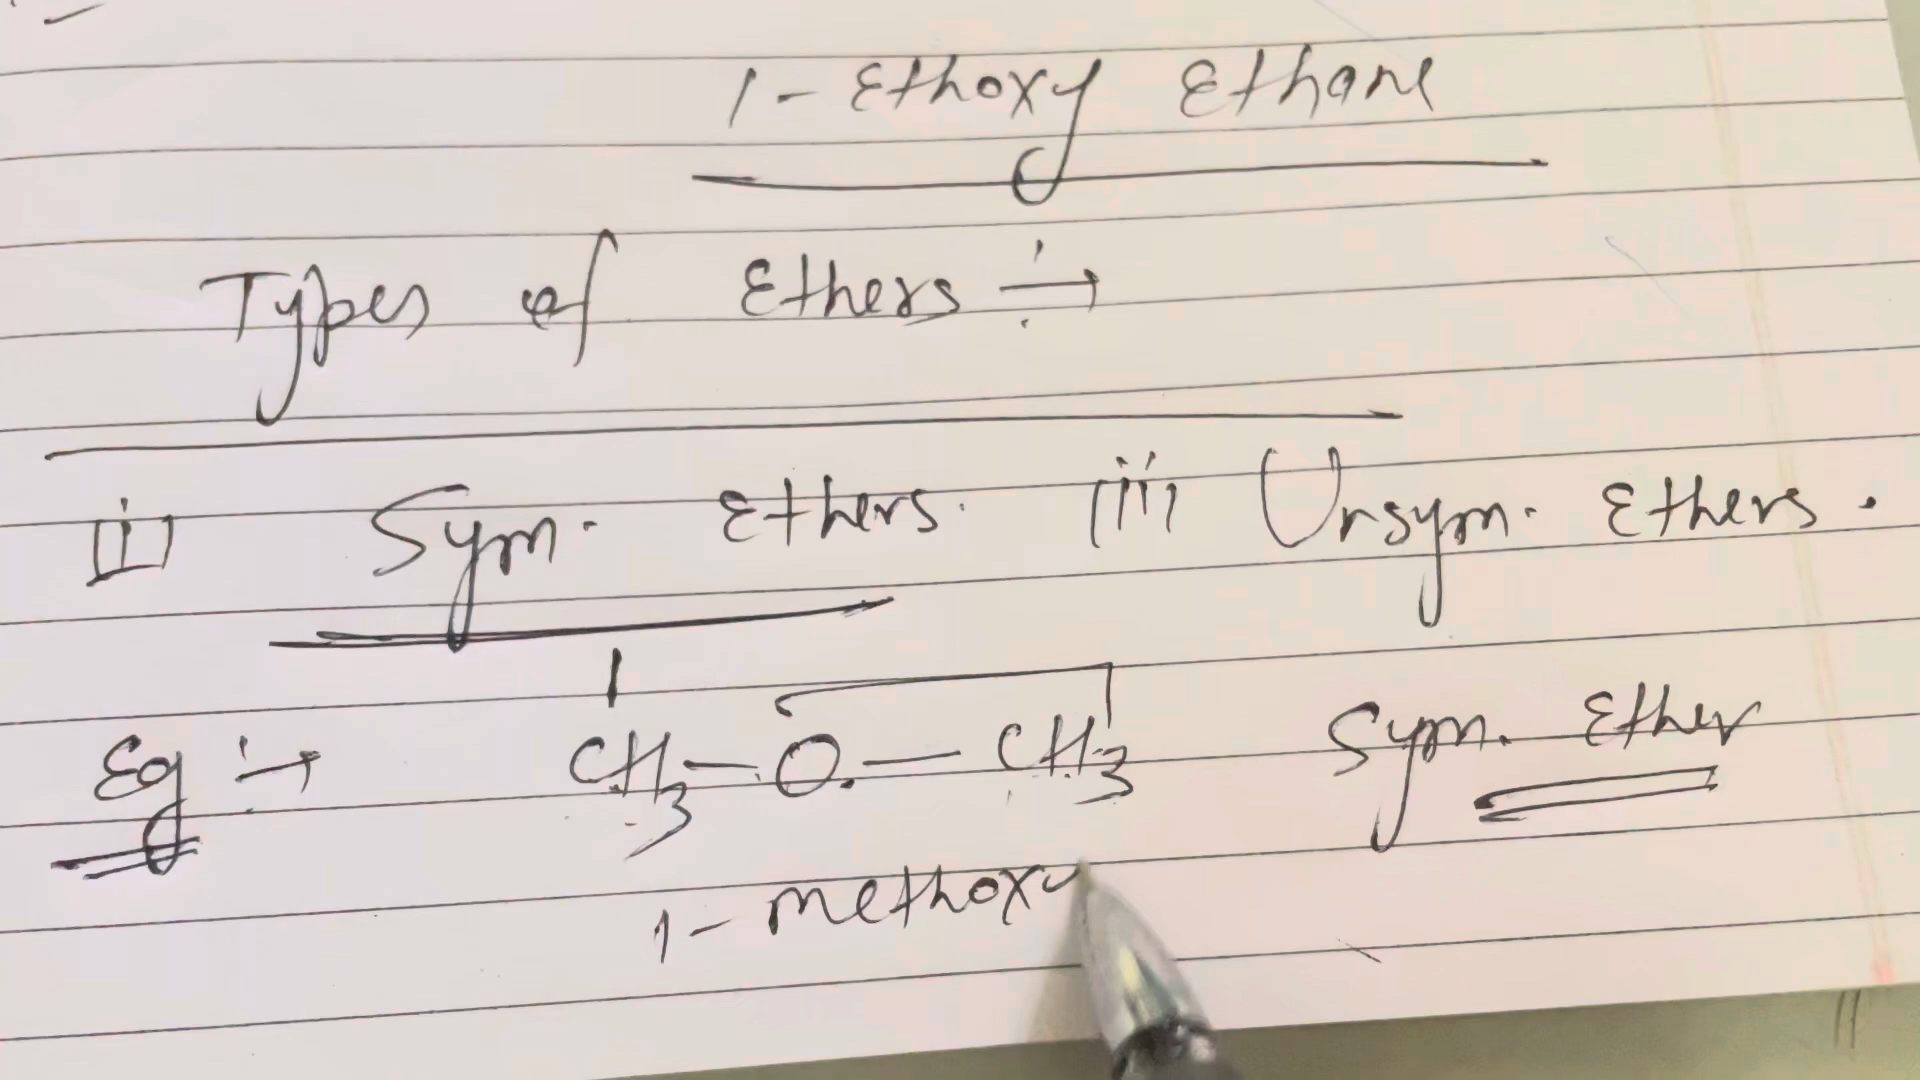 1 - Ethoxy Ethane
Types of Ethers :→
(i) Sym. Ethers. (ii) Unsym. Ethers.
1
Eg :→ CH3 — O. — CH3 Sym. Ether
1 - methoxy